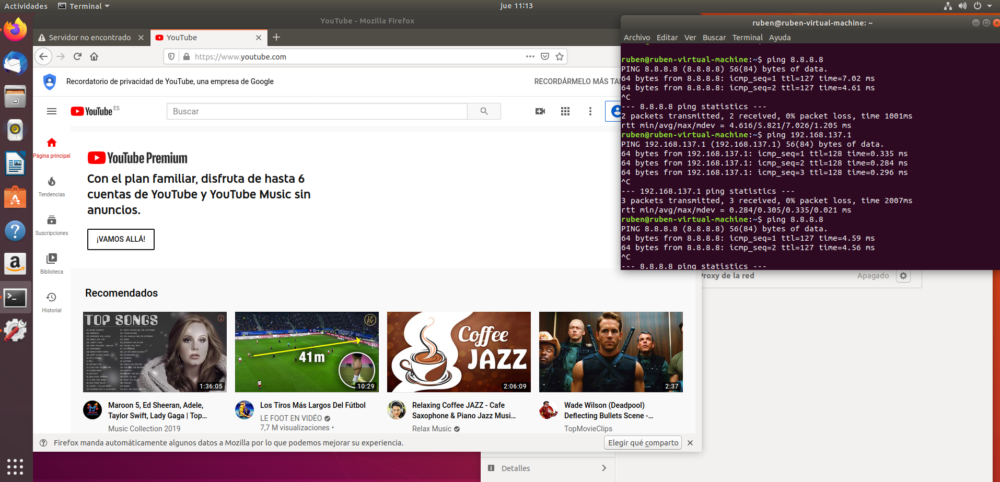 Actividades
Terminal
jue 11:13
YouTube - Mozilla Firefox
Servidor no encontrado
YouTube
https://www.youtube.com
Recordatorio de privacidad de YouTube, una empresa de Google
RECORDÁRMELO MÁS TA
YouTube ES
Buscar
Página principal
Tendencias
Suscripciones
Biblioteca
Historial
YouTube Premium
Con el plan familiar, disfruta de hasta 6
cuentas de YouTube y YouTube Music sin
anuncios.
¡VAMOS ALLÁ!
Recomendados
TOP SONGS
1:36:05
Maroon 5, Ed Sheeran, Adele,
Taylor Swift, Lady Gaga | Top...
Music Collection 2019
LF
EV
41m
10:29
Los Tiros Más Largos Del Fútbol
LE FOOT EN VIDÉO
7,7 M visualizaciones •
Coffee
JAZZ
2:06:09
Relaxing Coffee JAZZ - Cafe
Saxophone & Piano Jazz Musi...
Relax Music
2:37
Wade Wilson (Deadpool)
Deflecting Bullets Scene -...
TopMovieClips
Firefox manda automáticamente algunos datos a Mozilla por lo que podemos mejorar su experiencia.
Elegir qué comparto
ruben@ruben-virtual-machine: ~
Archivo Editar Ver Buscar Terminal Ayuda
ruben@ruben-virtual-machine:~$ ping 8.8.8.8
PING 8.8.8.8 (8.8.8.8) 56(84) bytes of data.
64 bytes from 8.8.8.8: icmp_seq=1 ttl=127 time=7.02 ms
64 bytes from 8.8.8.8: icmp_seq=2 ttl=127 time=4.61 ms
^C
--- 8.8.8.8 ping statistics ---
2 packets transmitted, 2 received, 0% packet loss, time 1001ms
rtt min/avg/max/mdev = 4.616/5.821/7.026/1.205 ms
ruben@ruben-virtual-machine:~$ ping 192.168.137.1
PING 192.168.137.1 (192.168.137.1) 56(84) bytes of data.
64 bytes from 192.168.137.1: icmp_seq=1 ttl=128 time=0.335 ms
64 bytes from 192.168.137.1: icmp_seq=2 ttl=128 time=0.284 ms
64 bytes from 192.168.137.1: icmp_seq=3 ttl=128 time=0.296 ms
^C
--- 192.168.137.1 ping statistics ---
3 packets transmitted, 3 received, 0% packet loss, time 2007ms
rtt min/avg/max/mdev = 0.284/0.305/0.335/0.021 ms
ruben@ruben-virtual-machine:~$ ping 8.8.8.8
PING 8.8.8.8 (8.8.8.8) 56(84) bytes of data.
64 bytes from 8.8.8.8: icmp_seq=1 ttl=127 time=4.59 ms
64 bytes from 8.8.8.8: icmp_seq=2 ttl=127 time=4.56 ms
^C
--- 8.8.8.8 ping statistics ---
Proxy de la red
Apagado
Detalles